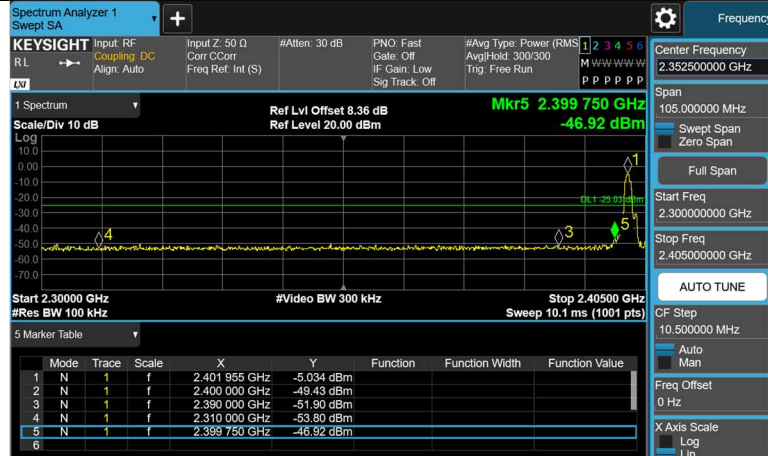 Spectrum Analyzer 1
Swept SA
Frequency
KEYSIGHT Input: RF Input Z: 50 Ω #Atten: 30 dB PNO: Fast #Avg Type: Power (RMS 1 2 3 4 5 6
R L Coupling: DC Corr CCorr Gate: Off Avg|Hold: 300/300 M W W W W W
Align: Auto Freq Ref: Int (S) IF Gain: Low Trig: Free Run
LXI Sig Track: Off P P P P P P
1 Spectrum Ref Lvl Offset 8.36 dB Mkr5 2.399 750 GHz
Scale/Div 10 dB Ref Level 20.00 dBm -46.92 dBm
Log
10.0
0.00
-10.0
-20.0
-30.0
-40.0
-50.0
-60.0
-70.0
1
DL1 -25.03 dBm
5
4
3
Start 2.30000 GHz #Video BW 300 kHz Stop 2.40500 GHz
#Res BW 100 kHz Sweep 10.1 ms (1001 pts)
5 Marker Table
Mode Trace Scale X Y Function Function Width Function Value
1 N 1 f 2.401 955 GHz -5.034 dBm
2 N 1 f 2.400 000 GHz -49.43 dBm
3 N 1 f 2.390 000 GHz -51.90 dBm
4 N 1 f 2.310 000 GHz -53.80 dBm
5 N 1 f 2.399 750 GHz -46.92 dBm
6
Center Frequency
2.352500000 GHz
Span
105.000000 MHz
Swept Span
Zero Span
Full Span
Start Freq
2.300000000 GHz
Stop Freq
2.405000000 GHz
AUTO TUNE
CF Step
10.500000 MHz
Auto
Man
Freq Offset
0 Hz
X Axis Scale
Log
Lin